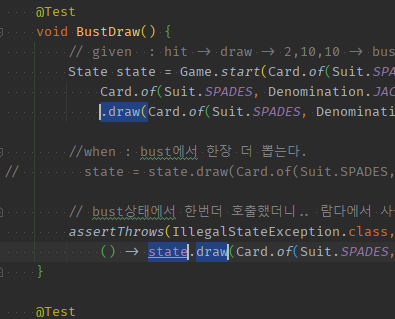 @Test
void BustDraw() {
// given : hit → draw → 2,10,10 → bus
State state = Game.start(Card.of(Suit.SPA
Card.of(Suit.SPADES, Denomination.JAC
.draw(Card.of(Suit.SPADES, Denominat
//when : bust에서 한장 더 뽑는다.
// state = state.draw(Card.of(Suit.SPADES,
// bust상태에서 한번더 호출했더니.. 람다에서 사
assertThrows(IllegalStateException.class,
() → state.draw(Card.of(Suit.SPADES,
}
@Test